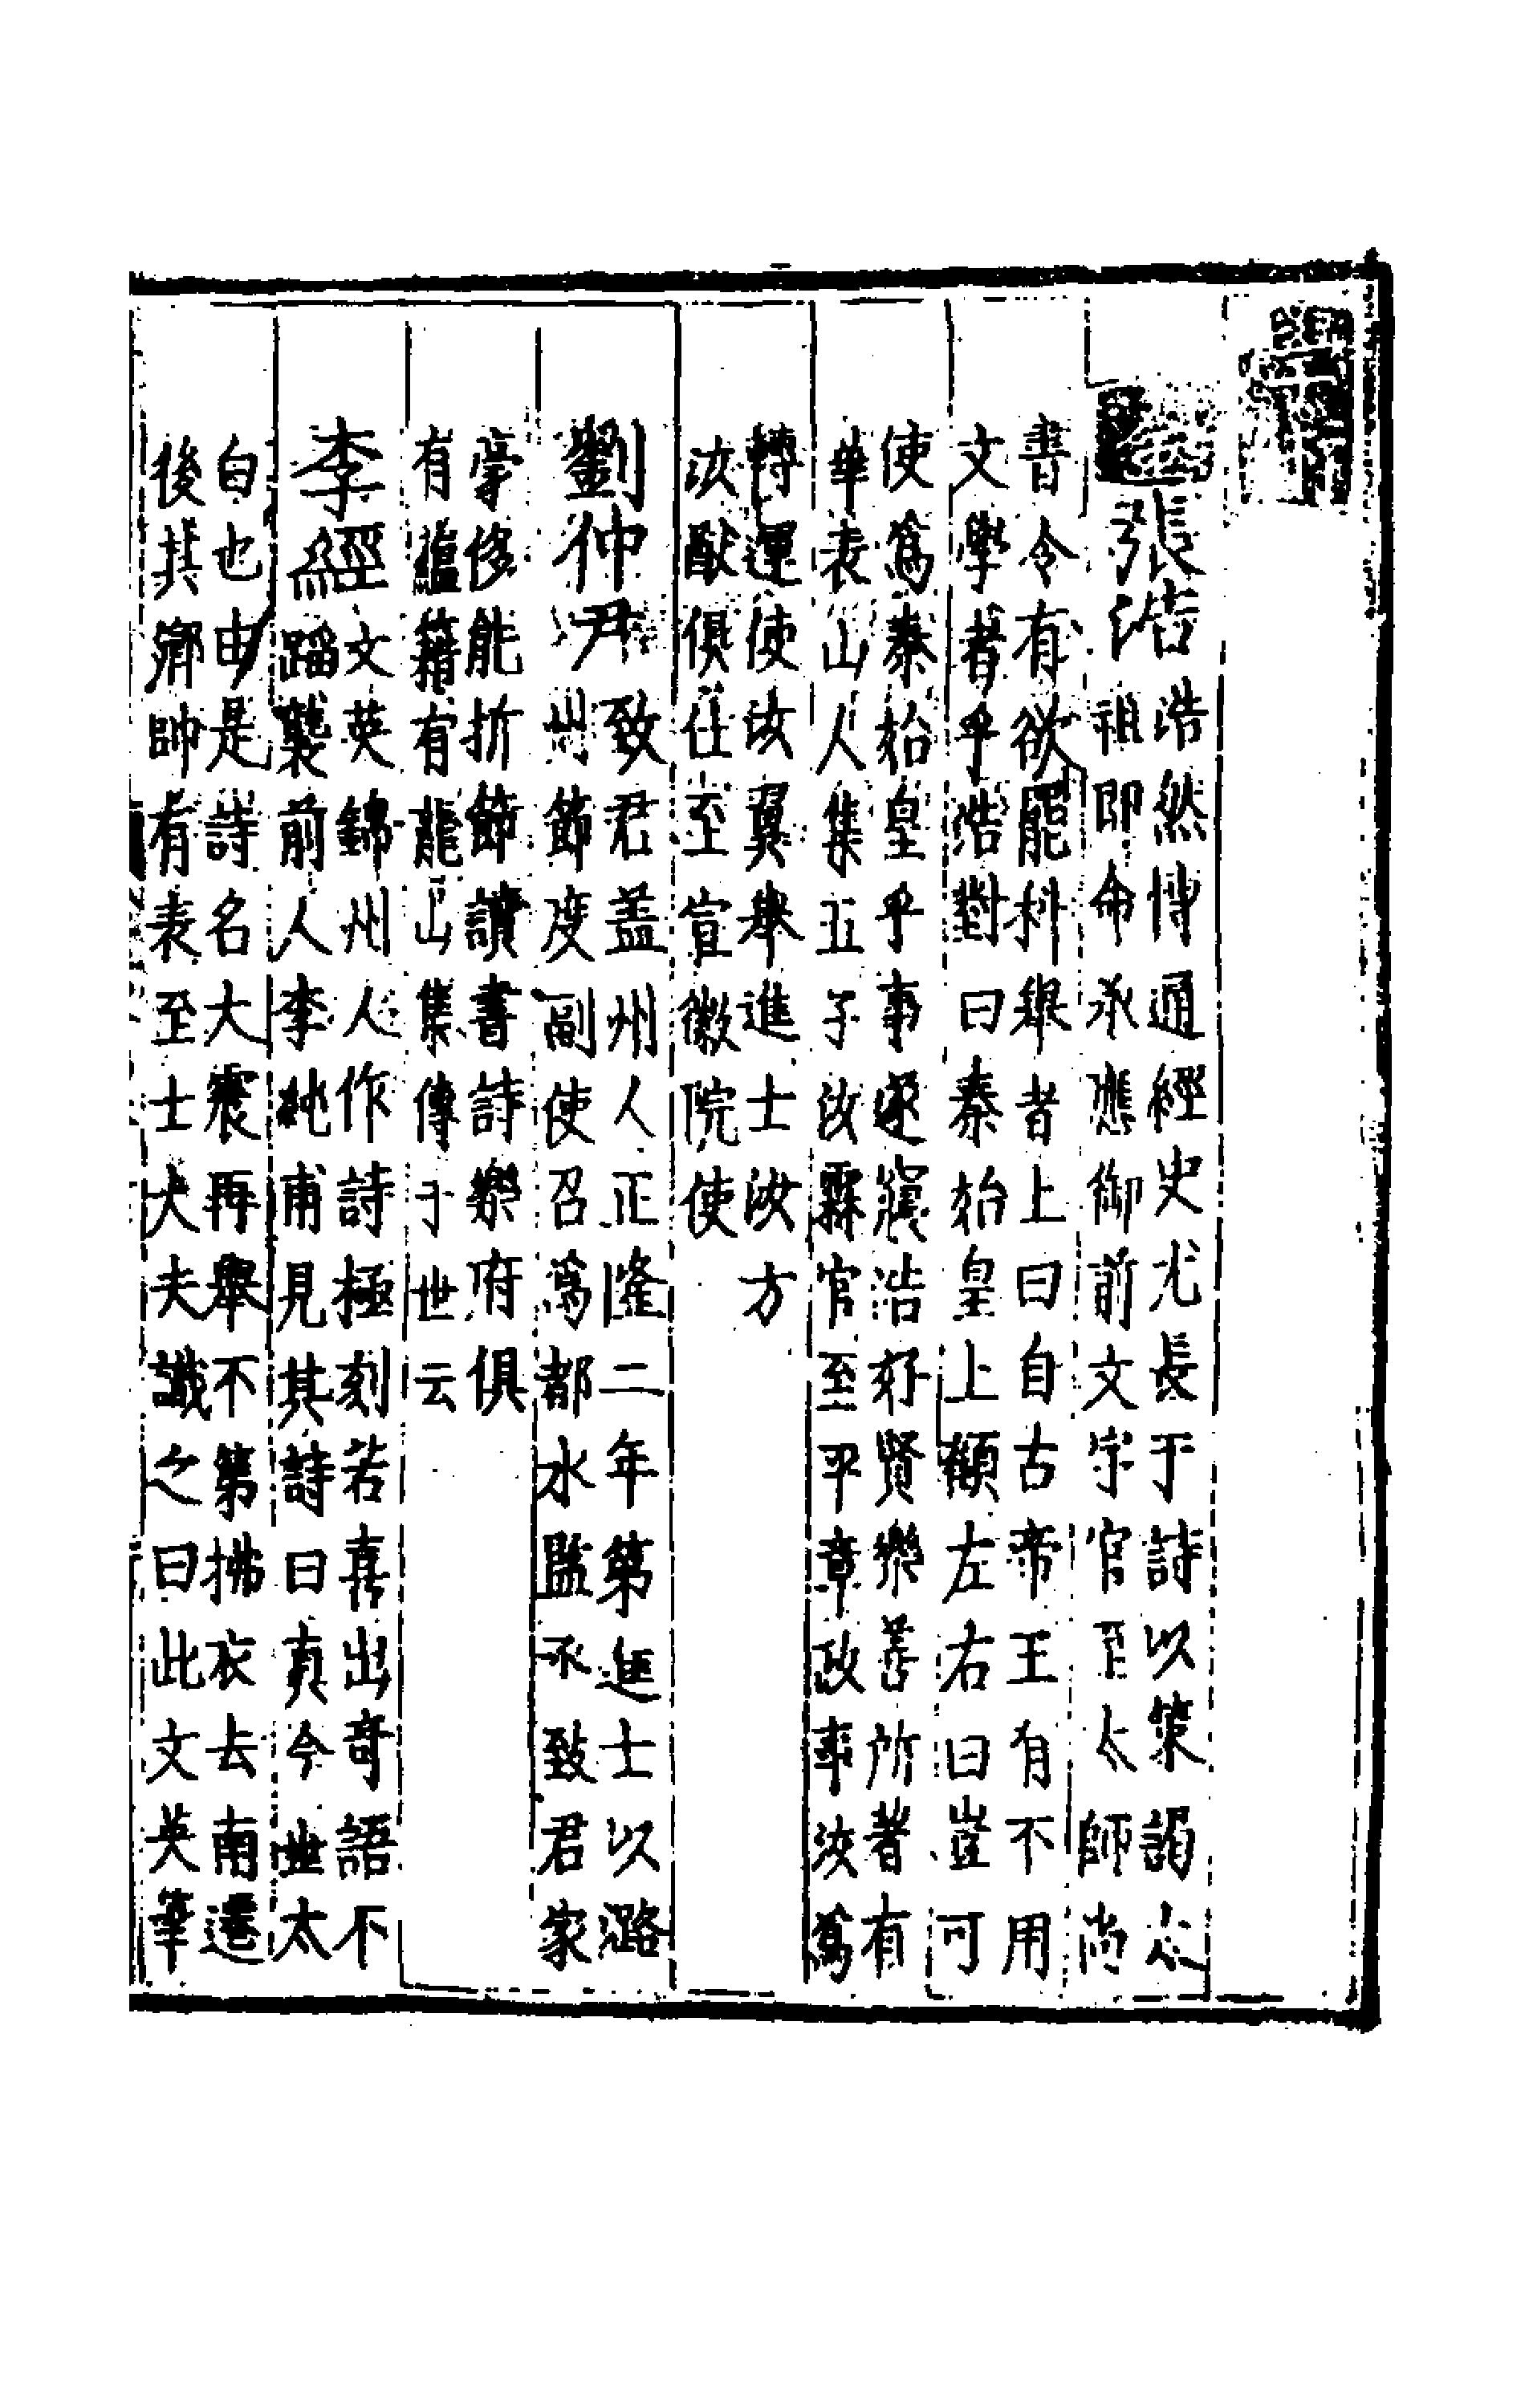 張浩
浩然博通經史尤長于詩以策謁太
祖即命承應御前文字官至太師尚
書令有欲罷科舉者上曰自古帝王有不用
文學者乎浩對曰秦始皇上顧左右曰豈可
使爲秦始皇乎事遂寢浩好賢樂善所著有
華表山人集五子汝霖官至平章政事汝爲
轉運使汝翼舉進士汝方
汝猷俱仕至宣徽院使
劉仲尹
致君盖州人正隆二年第進士以潞
州節度副使召爲都水監丞致君家
豪侈能折節讀書詩樂府俱
有蘊籍有龍山集傳于世云
李經
文英錦州人作詩極刻若喜出奇語不
蹈襲前人李純甫見其詩曰真今世太
白也由是詩名大震再舉不第拂衣去南遷
後其鄉帥有表至士大夫識之曰此文英筆